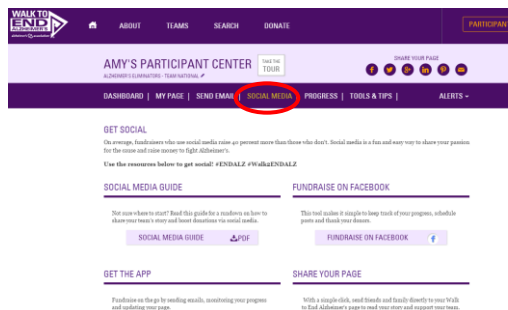 WALK TO
END
ALZHEIMER'S
ABOUT TEAMS SEARCH DONATE
PARTICIPAN
AMY'S PARTICIPANT CENTER
TAKE THE
TOUR
SHARE YOUR PAGE
ALZHEIMER'S ELIMINATORS - TEAM NATIONAL
DASHBOARD | MY PAGE | SEND EMAIL | SOCIAL MEDIA PROGRESS | TOOLS & TIPS | ALERTS
GET SOCIAL
On average, fundraisers who use social media raise 40 percent more than those who don't. Social media is a fun and easy way to share your passion
for the cause and raise money to fight Alzheimer's.
Use the resources below to get social! #ENDALZ #Walk2ENDALZ
SOCIAL MEDIA GUIDE
Not sure where to start? Read this guide for a rundown on how to
share your team's story and boost donations via social media.
SOCIAL MEDIA GUIDE PDF
FUNDRAISE ON FACEBOOK
This tool makes it simple to keep track of your progress, schedule
posts and thank your donors.
FUNDRAISE ON FACEBOOK
GET THE APP
Fundraise on the go by sending emails, monitoring your progress
and updating your page.
SHARE YOUR PAGE
With a simple click, send friends and family directly to your Walk
to End Alzheimer's page to read your story and support your team.